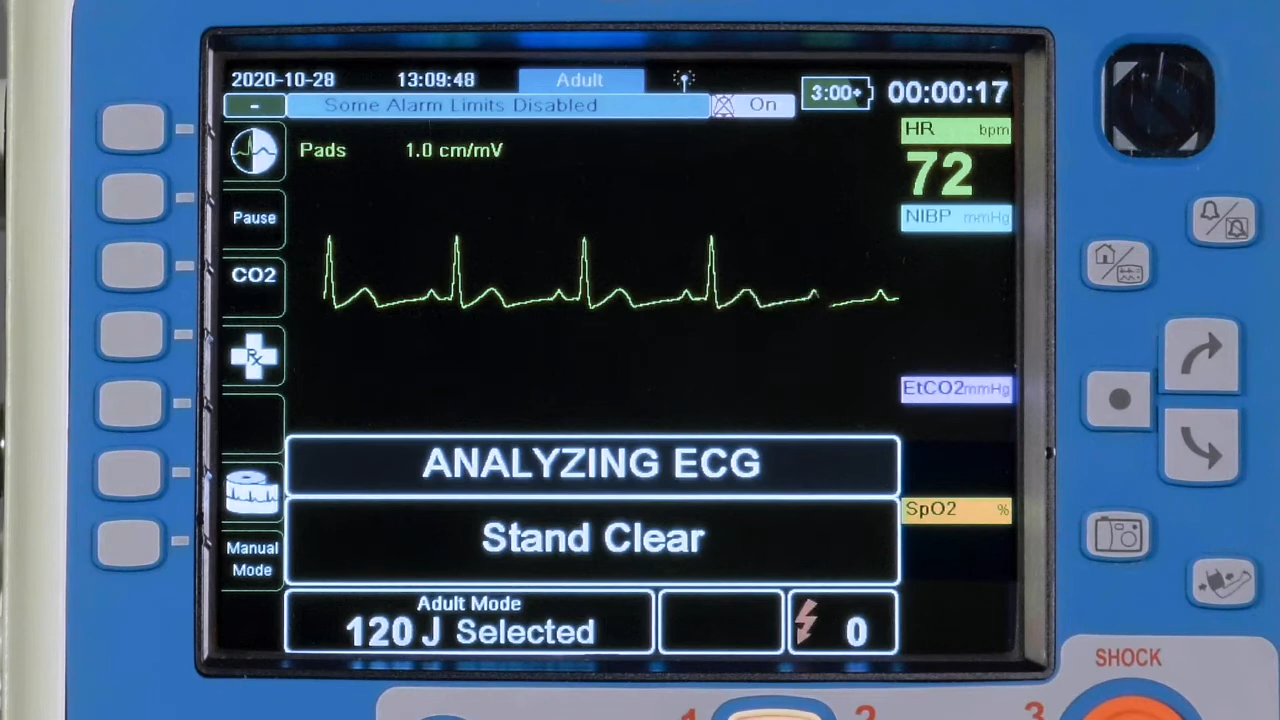 2020-10-28 13:09:48 Adult 3:00+ 00:00:17
- Some Alarm Limits Disabled On
HR bpm
72
Pads 1.0 cm/mV
NIBP mmHg
Pause
CO2
Rx
EtCO2 mmHg
ANALYZING ECG
SpO2 %
Stand Clear
Manual
Mode
Adult Mode
120 J Selected
0
SHOCK
1 2 3